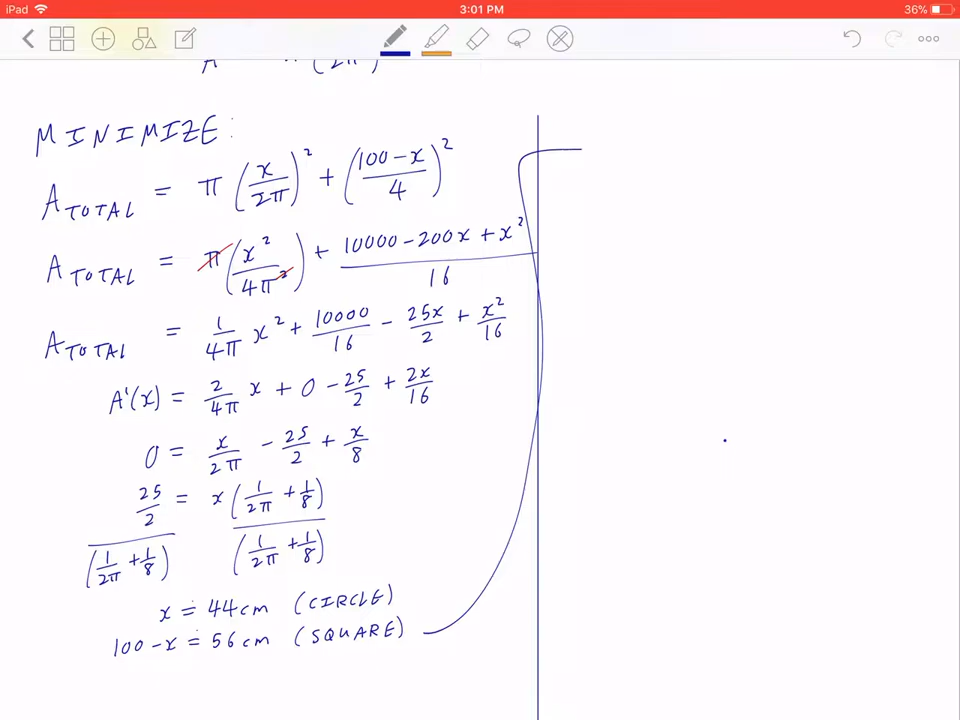 iPad 3:01 PM 36%
MINIMIZE:
A_TOTAL = π(x/2π)² + ((100-x)/4)²
A_TOTAL = π(x²/4π²) + (10000-200x+x²)/16
A_TOTAL = 1/4π x² + 10000/16 - 25x/2 + x²/16
A'(x) = 2/4π x + 0 - 25/2 + 2x/16
0 = x/2π - 25/2 + x/8
25/2 = x(1/2π + 1/8)
(1/2π + 1/8) (1/2π + 1/8)
x ≐ 44cm (CIRCLE)
100-x ≐ 56cm (SQUARE)